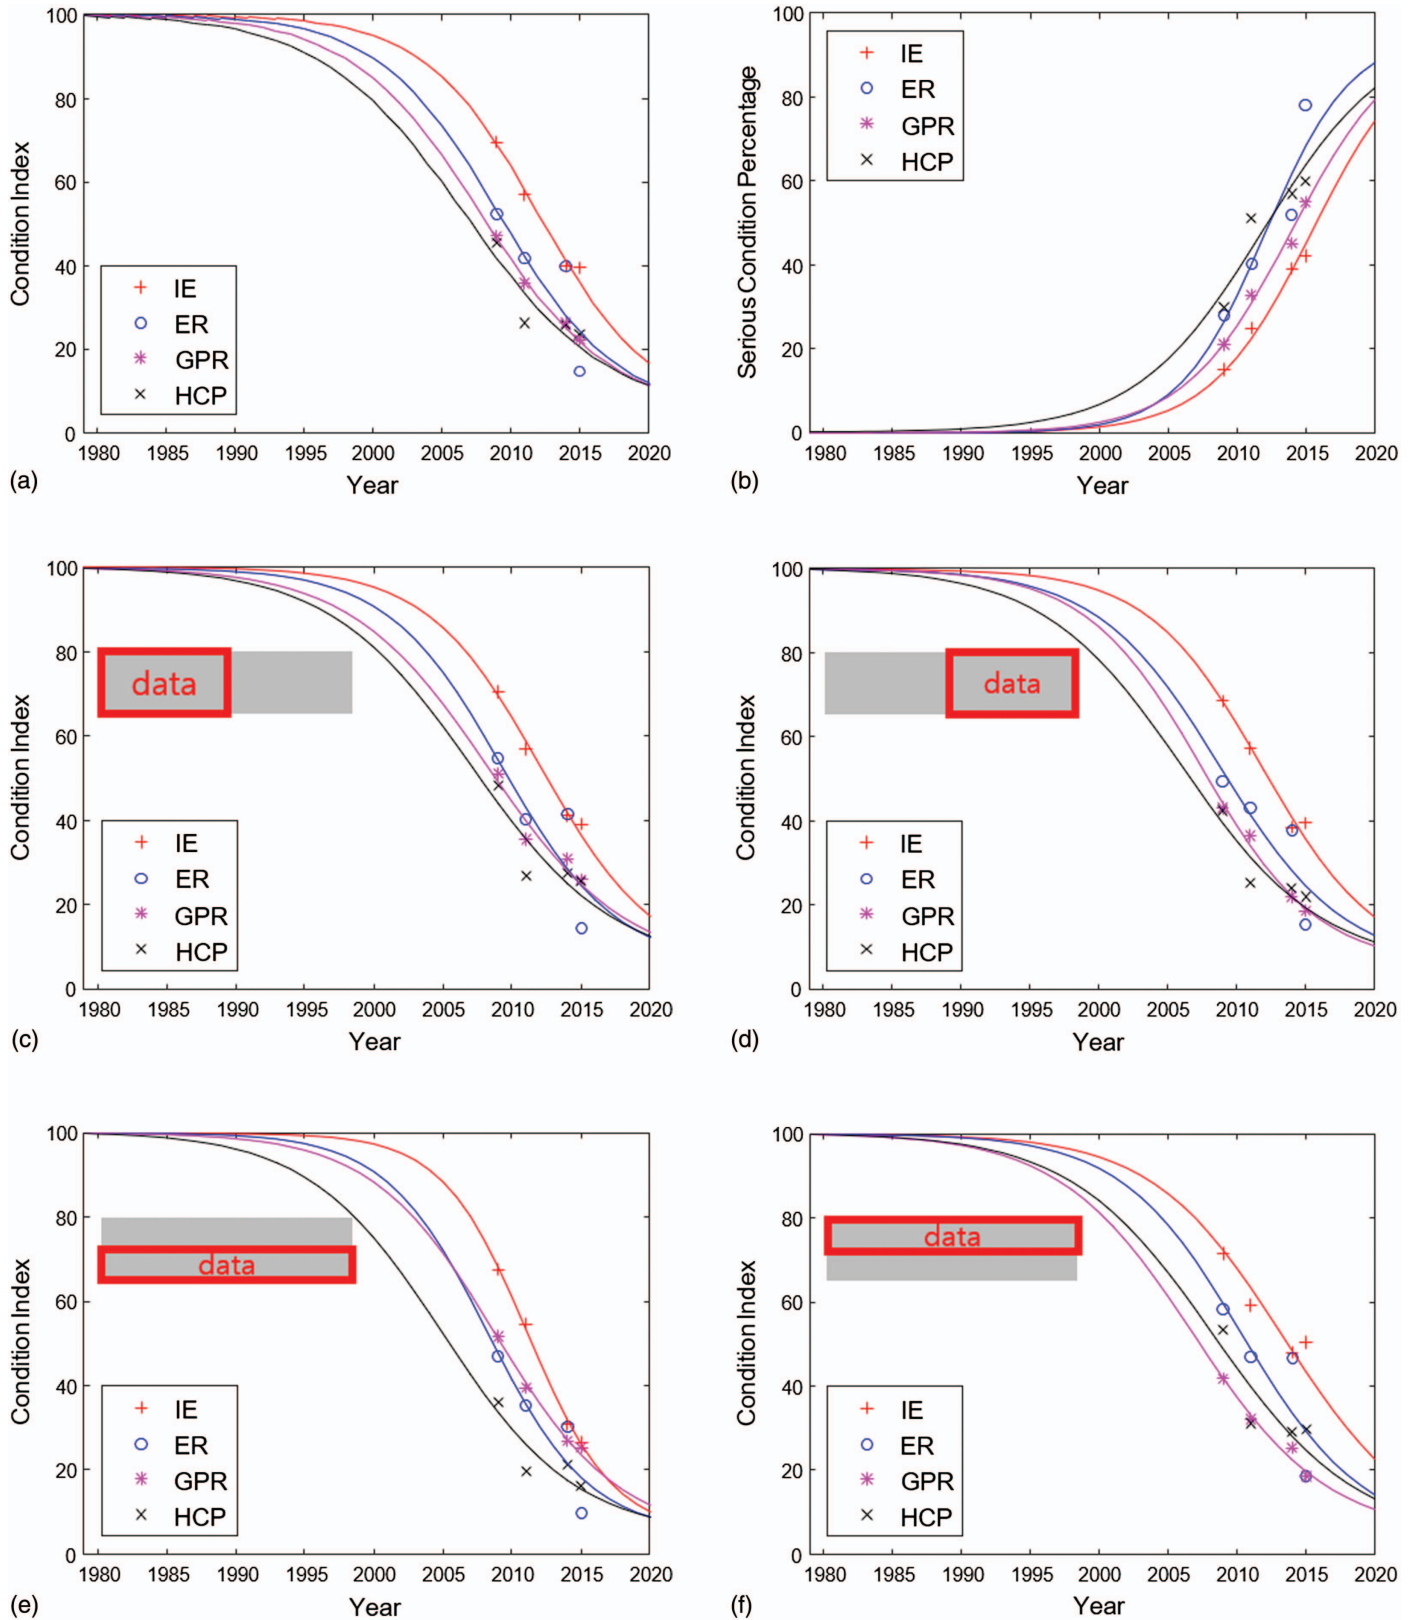 100
80
60
40
20
0
Condition Index
IE
ER
GPR
HCP
1980 1985 1990 1995 2000 2005 2010 2015 2020
Year
(a)
100
80
60
40
20
0
Serious Condition Percentage
IE
ER
GPR
HCP
1980 1985 1990 1995 2000 2005 2010 2015 2020
Year
(b)
100
80
60
40
20
0
Condition Index
data
IE
ER
GPR
HCP
1980 1985 1990 1995 2000 2005 2010 2015 2020
Year
(c)
100
80
60
40
20
0
Condition Index
data
IE
ER
GPR
HCP
1980 1985 1990 1995 2000 2005 2010 2015 2020
Year
(d)
100
80
60
40
20
0
Condition Index
data
IE
ER
GPR
HCP
1980 1985 1990 1995 2000 2005 2010 2015 2020
Year
(e)
100
80
60
40
20
0
Condition Index
data
IE
ER
GPR
HCP
1980 1985 1990 1995 2000 2005 2010 2015 2020
Year
(f)